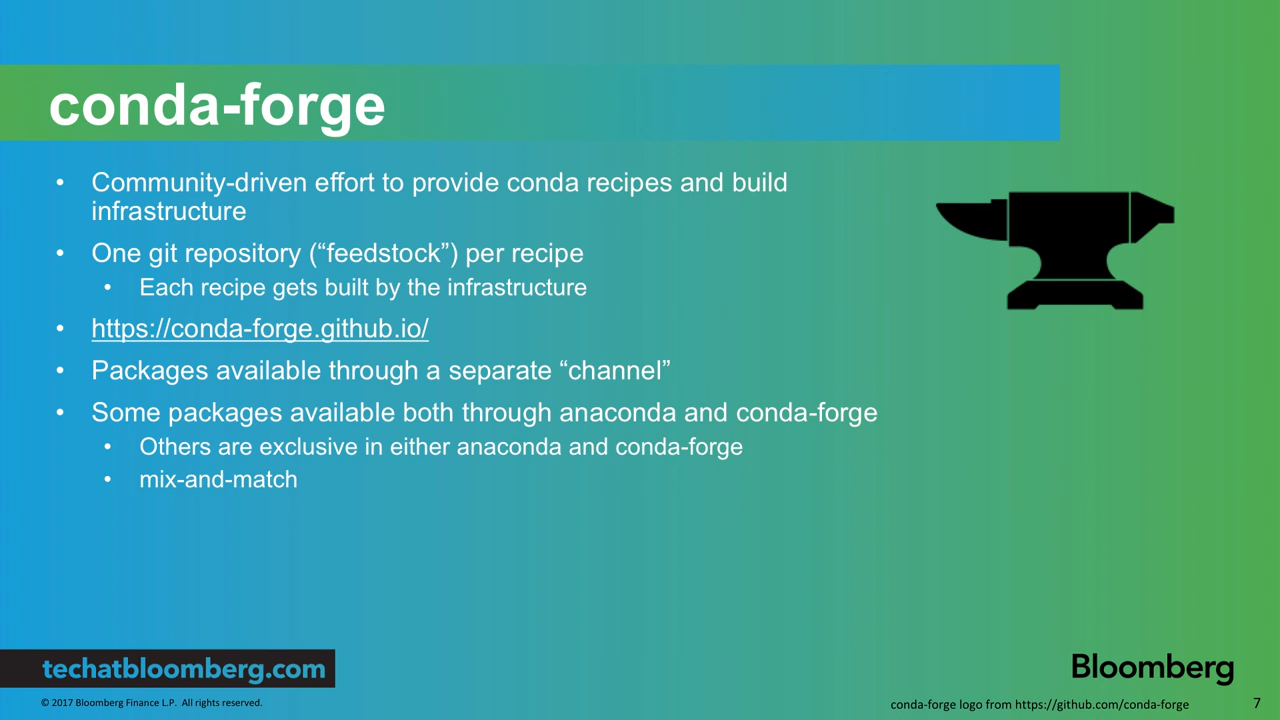 conda-forge
• Community-driven effort to provide conda recipes and build
infrastructure
• One git repository (“feedstock”) per recipe
• Each recipe gets built by the infrastructure
• https://conda-forge.github.io/
• Packages available through a separate “channel”
• Some packages available both through anaconda and conda-forge
• Others are exclusive in either anaconda and conda-forge
• mix-and-match
techatbloomberg.com
Bloomberg
© 2017 Bloomberg Finance L.P. All rights reserved.
conda-forge logo from https://github.com/conda-forge
7